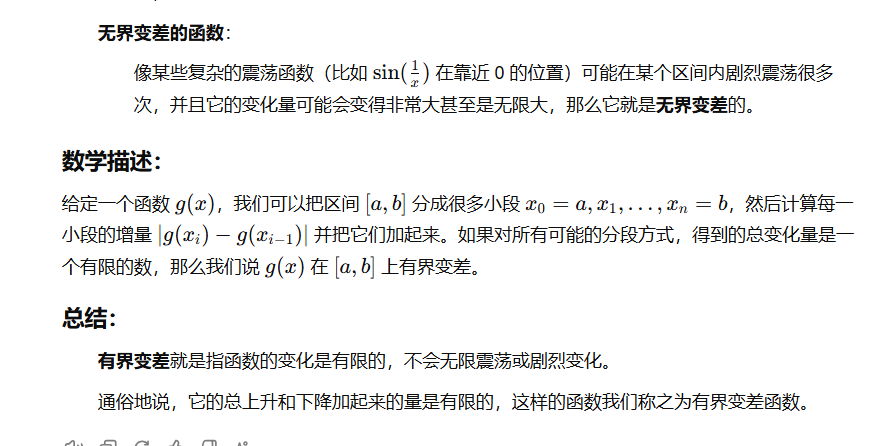 无界变差的函数：
像某些复杂的震荡函数（比如 sin(1/x) 在靠近 0 的位置）可能在某个区间内剧烈震荡很多
次，并且它的变化量可能会变得非常大甚至是无限大，那么它就是无界变差的。
数学描述：
给定一个函数 g(x)，我们可以把区间 [a, b] 分成很多小段 x₀ = a, x₁, . . . , xₙ = b，然后计算每一
小段的增量 |g(xᵢ) − g(xᵢ₋₁)| 并把它们加起来。如果对所有可能的分段方式，得到的总变化量是一
个有限的数，那么我们说 g(x) 在 [a, b] 上有界变差。
总结：
有界变差就是指函数的变化是有限的，不会无限震荡或剧烈变化。
通俗地说，它的总上升和下降加起来的量是有限的，这样的函数我们称之为有界变差函数。